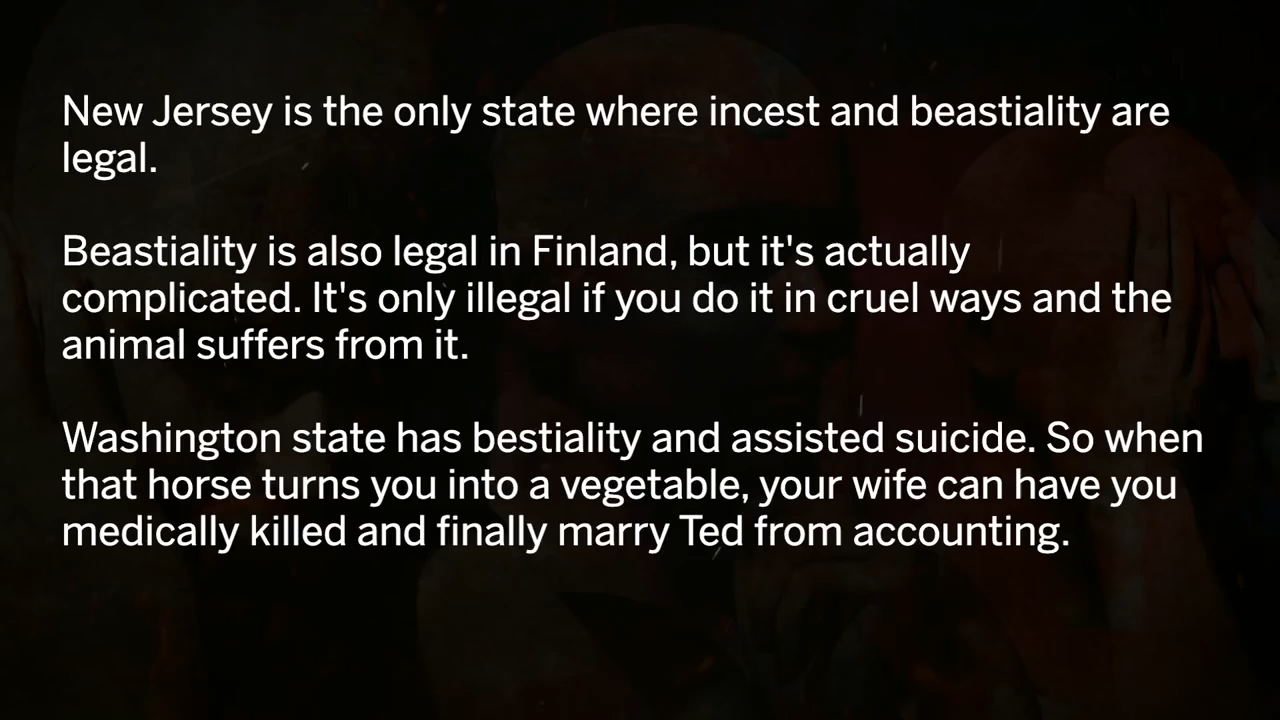 New Jersey is the only state where incest and beastiality are
legal.
Beastiality is also legal in Finland, but it's actually
complicated. It's only illegal if you do it in cruel ways and the
animal suffers from it.
Washington state has bestiality and assisted suicide. So when
that horse turns you into a vegetable, your wife can have you
medically killed and finally marry Ted from accounting.